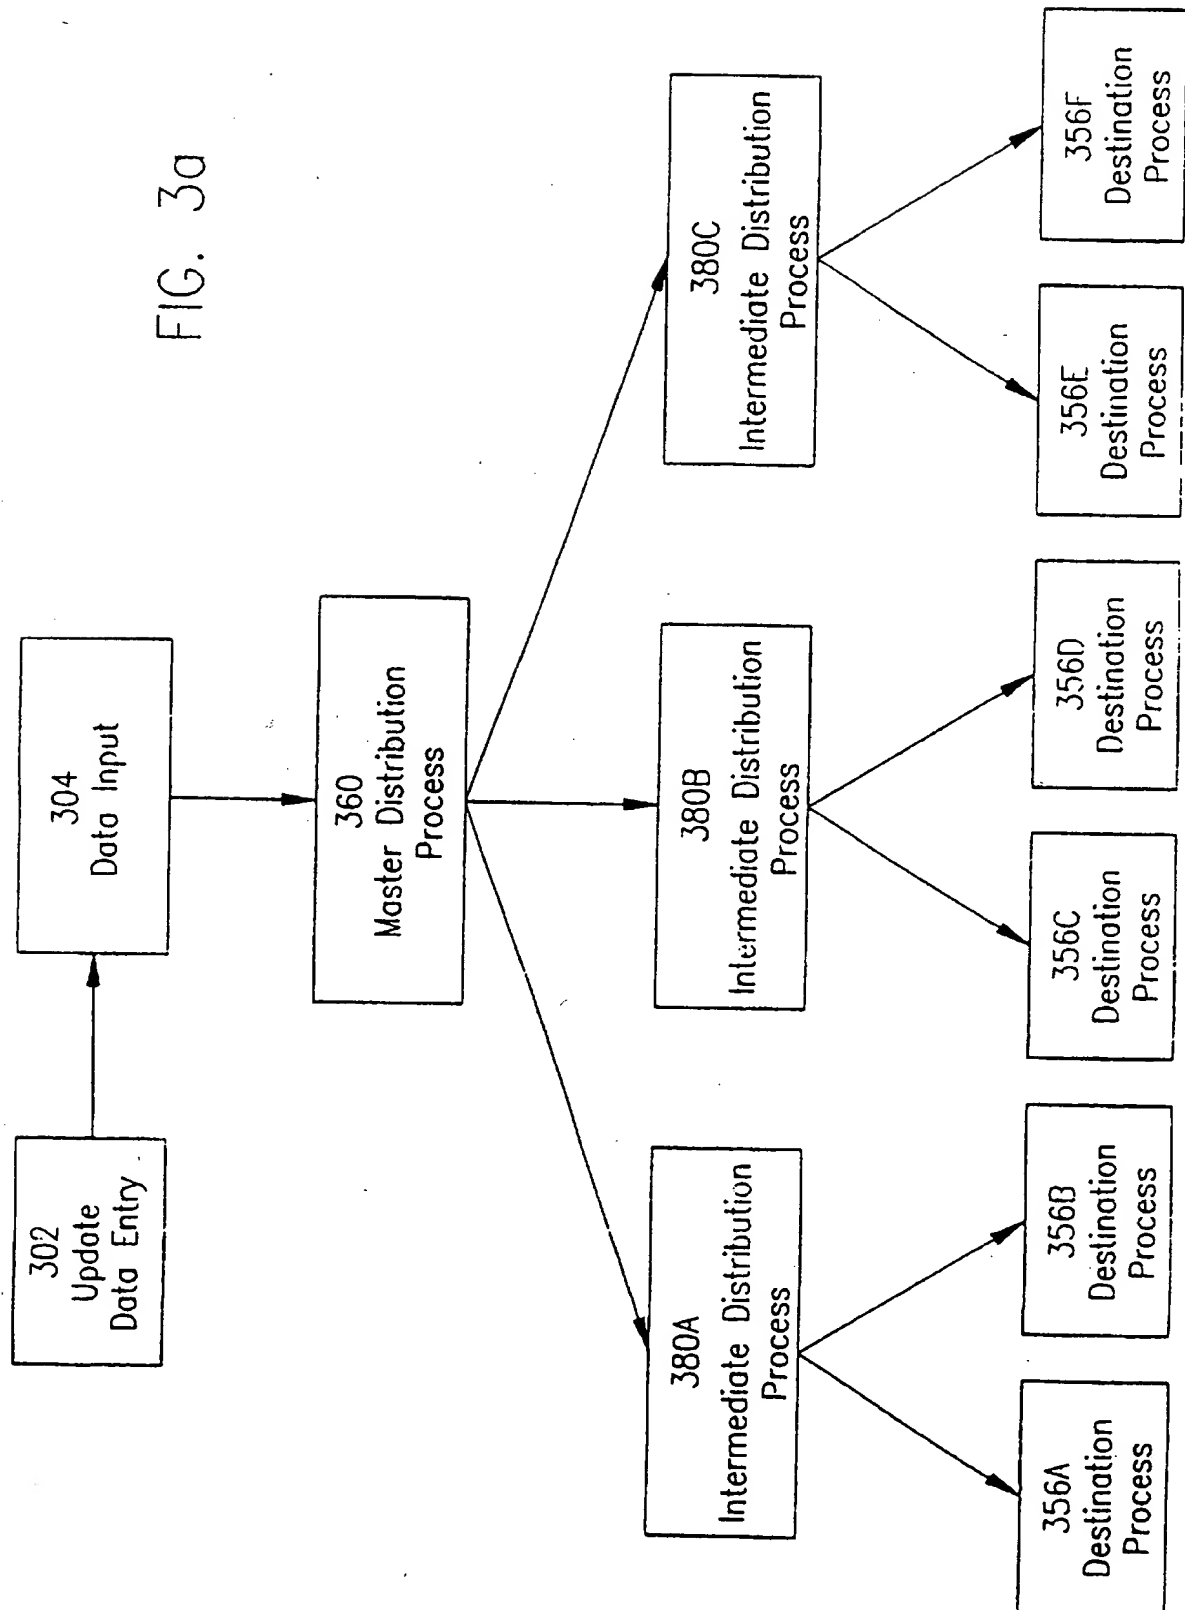 FIG. 3a
302
Update
Data Entry
304
Data Input
360
Master Distribution
Process
380A
Intermediate Distribution
Process
380B
Intermediate Distribution
Process
380C
Intermediate Distribution
Process
356A
Destination
Process
356B
Destination
Process
356C
Destination
Process
356D
Destination
Process
356E
Destination
Process
356F
Destination
Process